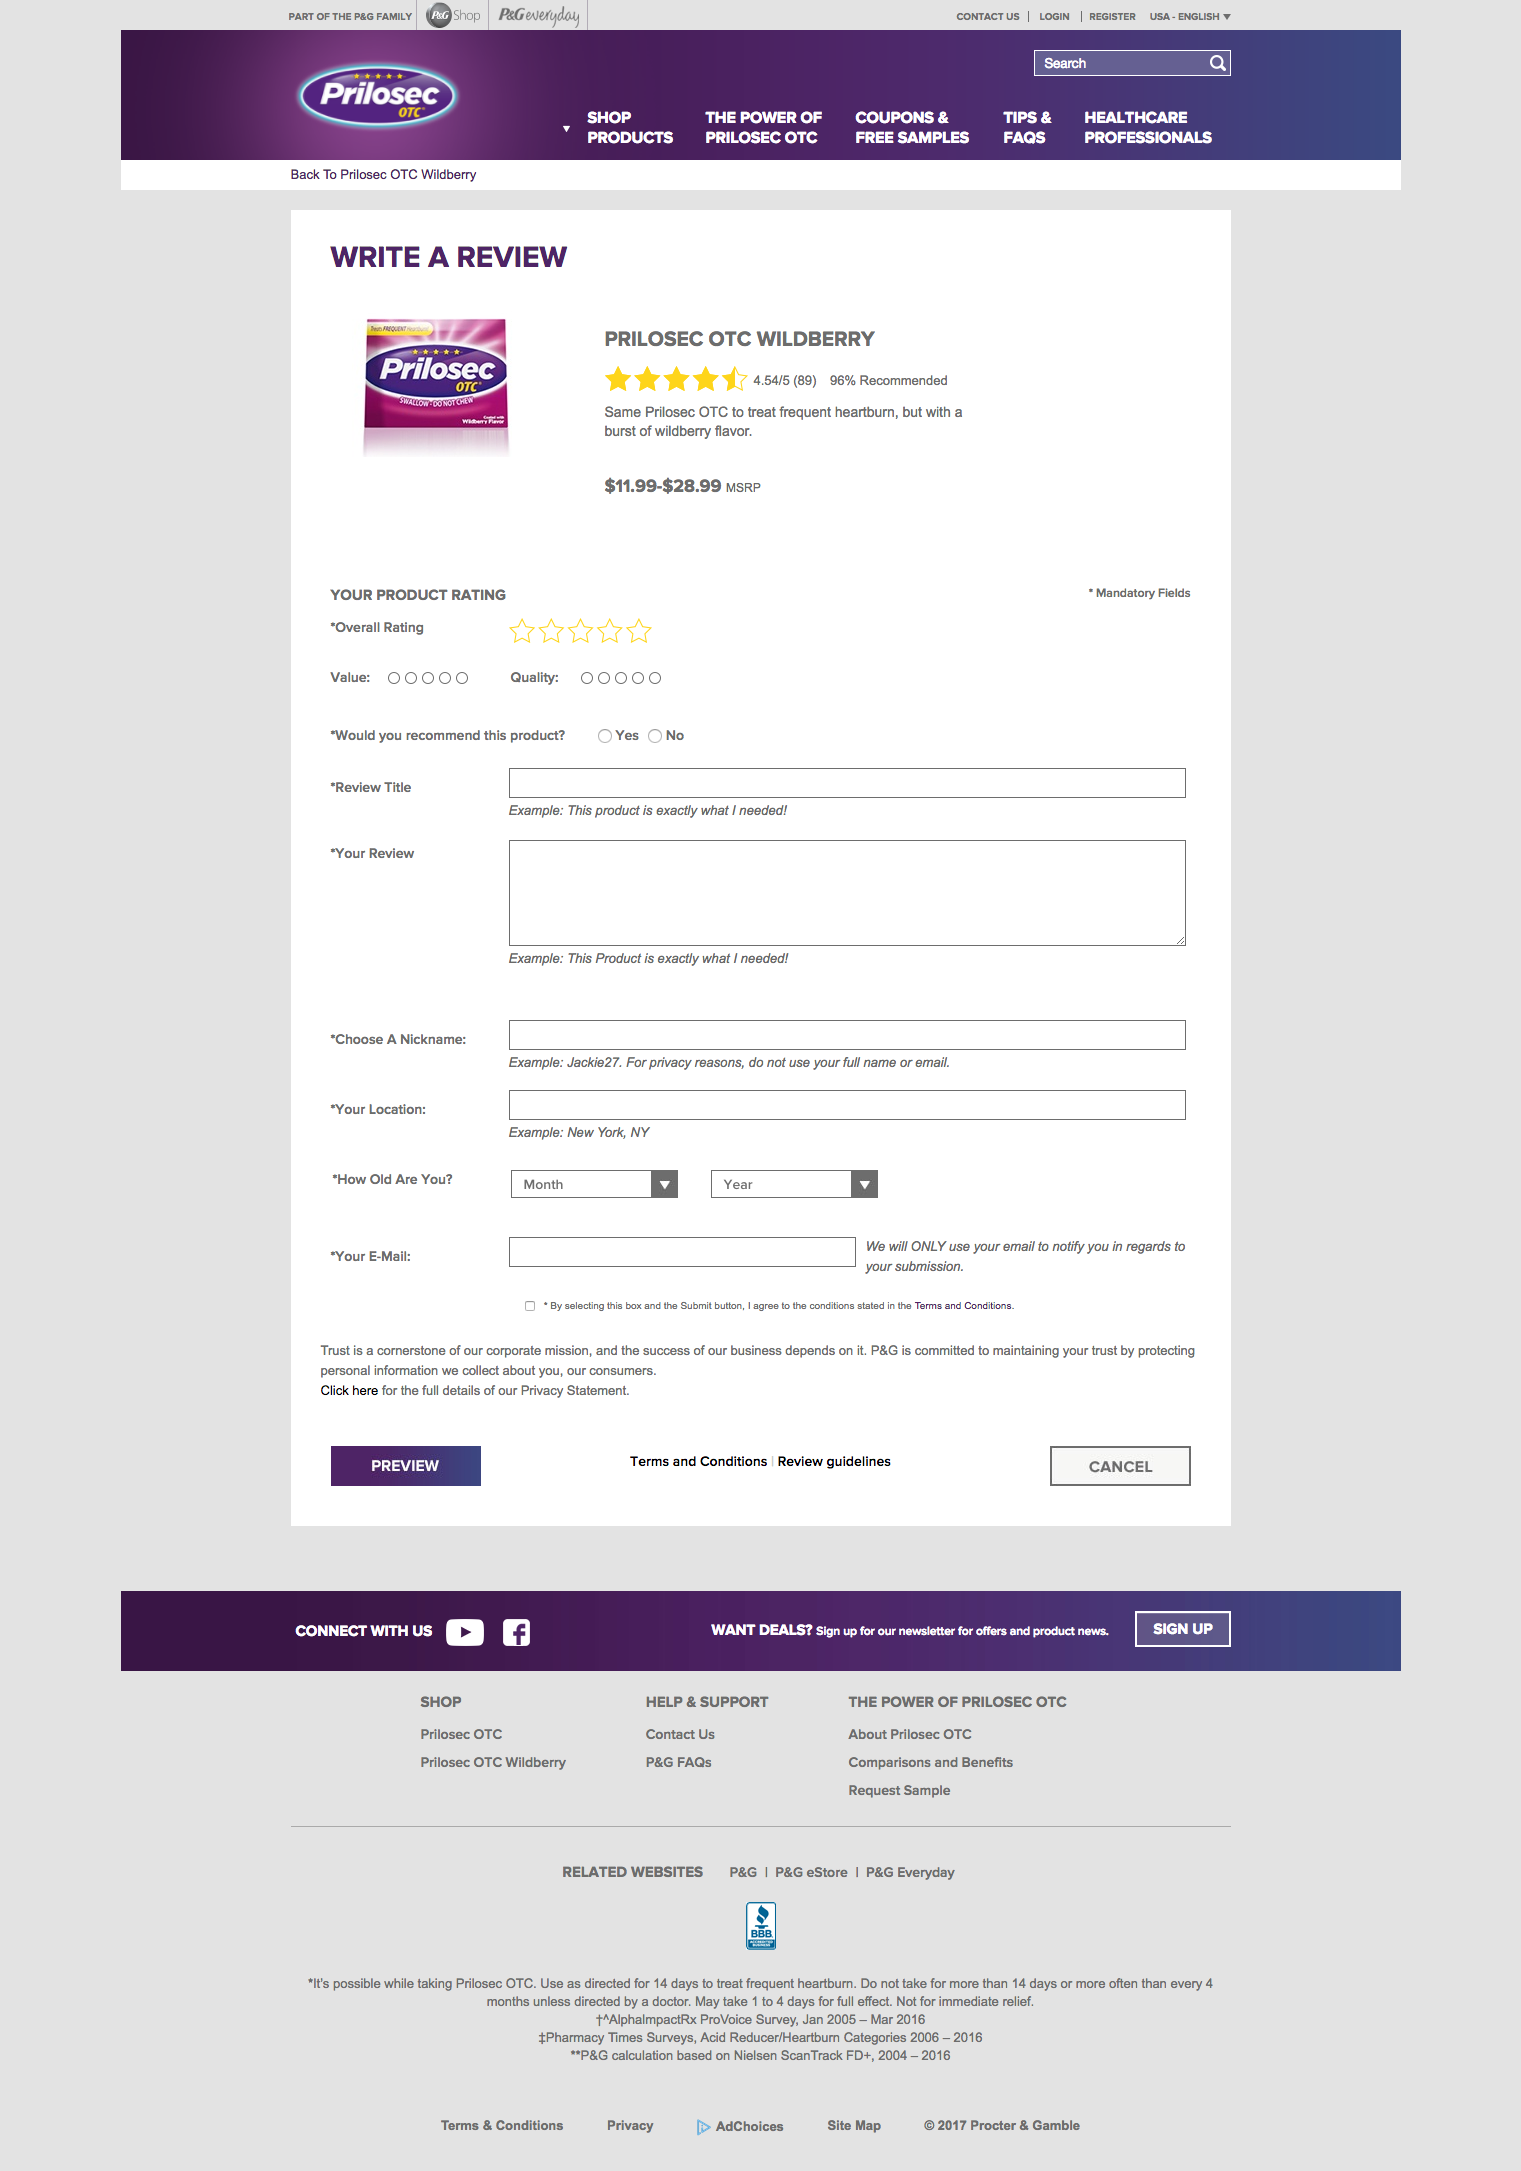 PART OF THE P&G FAMILY
P&G Shop
P&G everyday
CONTACT US | LOGIN | REGISTER USA - ENGLISH
Prilosec
OTC
Search
SHOP
PRODUCTS
THE POWER OF
PRILOSEC OTC
COUPONS &
FREE SAMPLES
TIPS &
FAQS
HEALTHCARE
PROFESSIONALS
Back To Prilosec OTC Wildberry
WRITE A REVIEW
Treats FREQUENT Heartburn!
Prilosec
OTC
SWALLOW - DO NOT CHEW
Coated with
Wildberry Flavor
PRILOSEC OTC WILDBERRY
4.54/5 (89) 96% Recommended
Same Prilosec OTC to treat frequent heartburn, but with a
burst of wildberry flavor.
$11.99-$28.99 MSRP
YOUR PRODUCT RATING
* Mandatory Fields
*Overall Rating
Value:
Quality:
*Would you recommend this product? Yes No
*Review Title
Example: This product is exactly what I needed!
*Your Review
Example: This Product is exactly what I needed!
*Choose A Nickname:
Example: Jackie27. For privacy reasons, do not use your full name or email.
*Your Location:
Example: New York, NY
*How Old Are You?
Month
Year
*Your E-Mail:
We will ONLY use your email to notify you in regards to
your submission.
* By selecting this box and the Submit button, I agree to the conditions stated in the Terms and Conditions.
Trust is a cornerstone of our corporate mission, and the success of our business depends on it. P&G is committed to maintaining your trust by protecting
personal information we collect about you, our consumers.
Click here for the full details of our Privacy Statement.
PREVIEW
Terms and Conditions | Review guidelines
CANCEL
CONNECT WITH US
WANT DEALS? Sign up for our newsletter for offers and product news.
SIGN UP
SHOP
Prilosec OTC
Prilosec OTC Wildberry
HELP & SUPPORT
Contact Us
P&G FAQs
THE POWER OF PRILOSEC OTC
About Prilosec OTC
Comparisons and Benefits
Request Sample
RELATED WEBSITES P&G | P&G eStore | P&G Everyday
BBB
ACCREDITED
BUSINESS
*It's possible while taking Prilosec OTC. Use as directed for 14 days to treat frequent heartburn. Do not take for more than 14 days or more often than every 4
months unless directed by a doctor. May take 1 to 4 days for full effect. Not for immediate relief.
†^AlphaImpactRx ProVoice Survey, Jan 2005 – Mar 2016
‡Pharmacy Times Surveys, Acid Reducer/Heartburn Categories 2006 – 2016
**P&G calculation based on Nielsen ScanTrack FD+, 2004 – 2016
Terms & Conditions
Privacy
AdChoices
Site Map
© 2017 Procter & Gamble